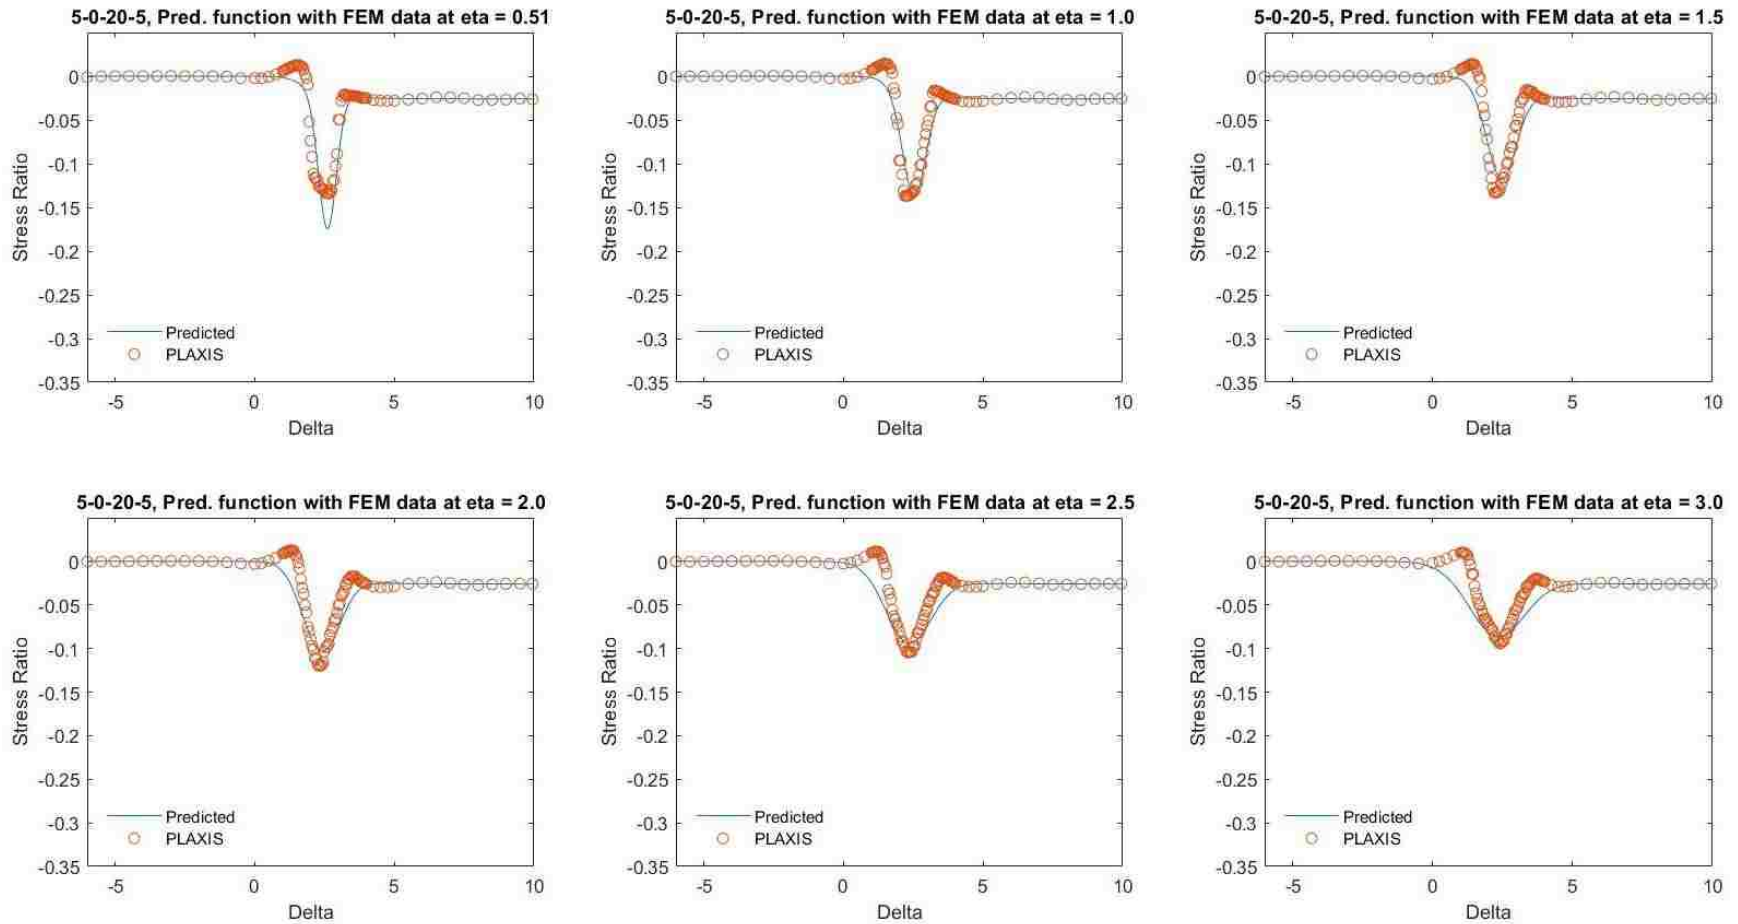 5-0-20-5, Pred. function with FEM data at eta = 0.51
0
-0.05
-0.1
-0.15
-0.2
-0.25
-0.3
-0.35
Stress Ratio
Predicted
PLAXIS
-5
0
5
10
Delta
5-0-20-5, Pred. function with FEM data at eta = 1.0
0
-0.05
-0.1
-0.15
-0.2
-0.25
-0.3
-0.35
Stress Ratio
Predicted
PLAXIS
-5
0
5
10
Delta
5-0-20-5, Pred. function with FEM data at eta = 1.5
0
-0.05
-0.1
-0.15
-0.2
-0.25
-0.3
-0.35
Stress Ratio
Predicted
PLAXIS
-5
0
5
10
Delta
5-0-20-5, Pred. function with FEM data at eta = 2.0
0
-0.05
-0.1
-0.15
-0.2
-0.25
-0.3
-0.35
Stress Ratio
Predicted
PLAXIS
-5
0
5
10
Delta
5-0-20-5, Pred. function with FEM data at eta = 2.5
0
-0.05
-0.1
-0.15
-0.2
-0.25
-0.3
-0.35
Stress Ratio
Predicted
PLAXIS
-5
0
5
10
Delta
5-0-20-5, Pred. function with FEM data at eta = 3.0
0
-0.05
-0.1
-0.15
-0.2
-0.25
-0.3
-0.35
Stress Ratio
Predicted
PLAXIS
-5
0
5
10
Delta